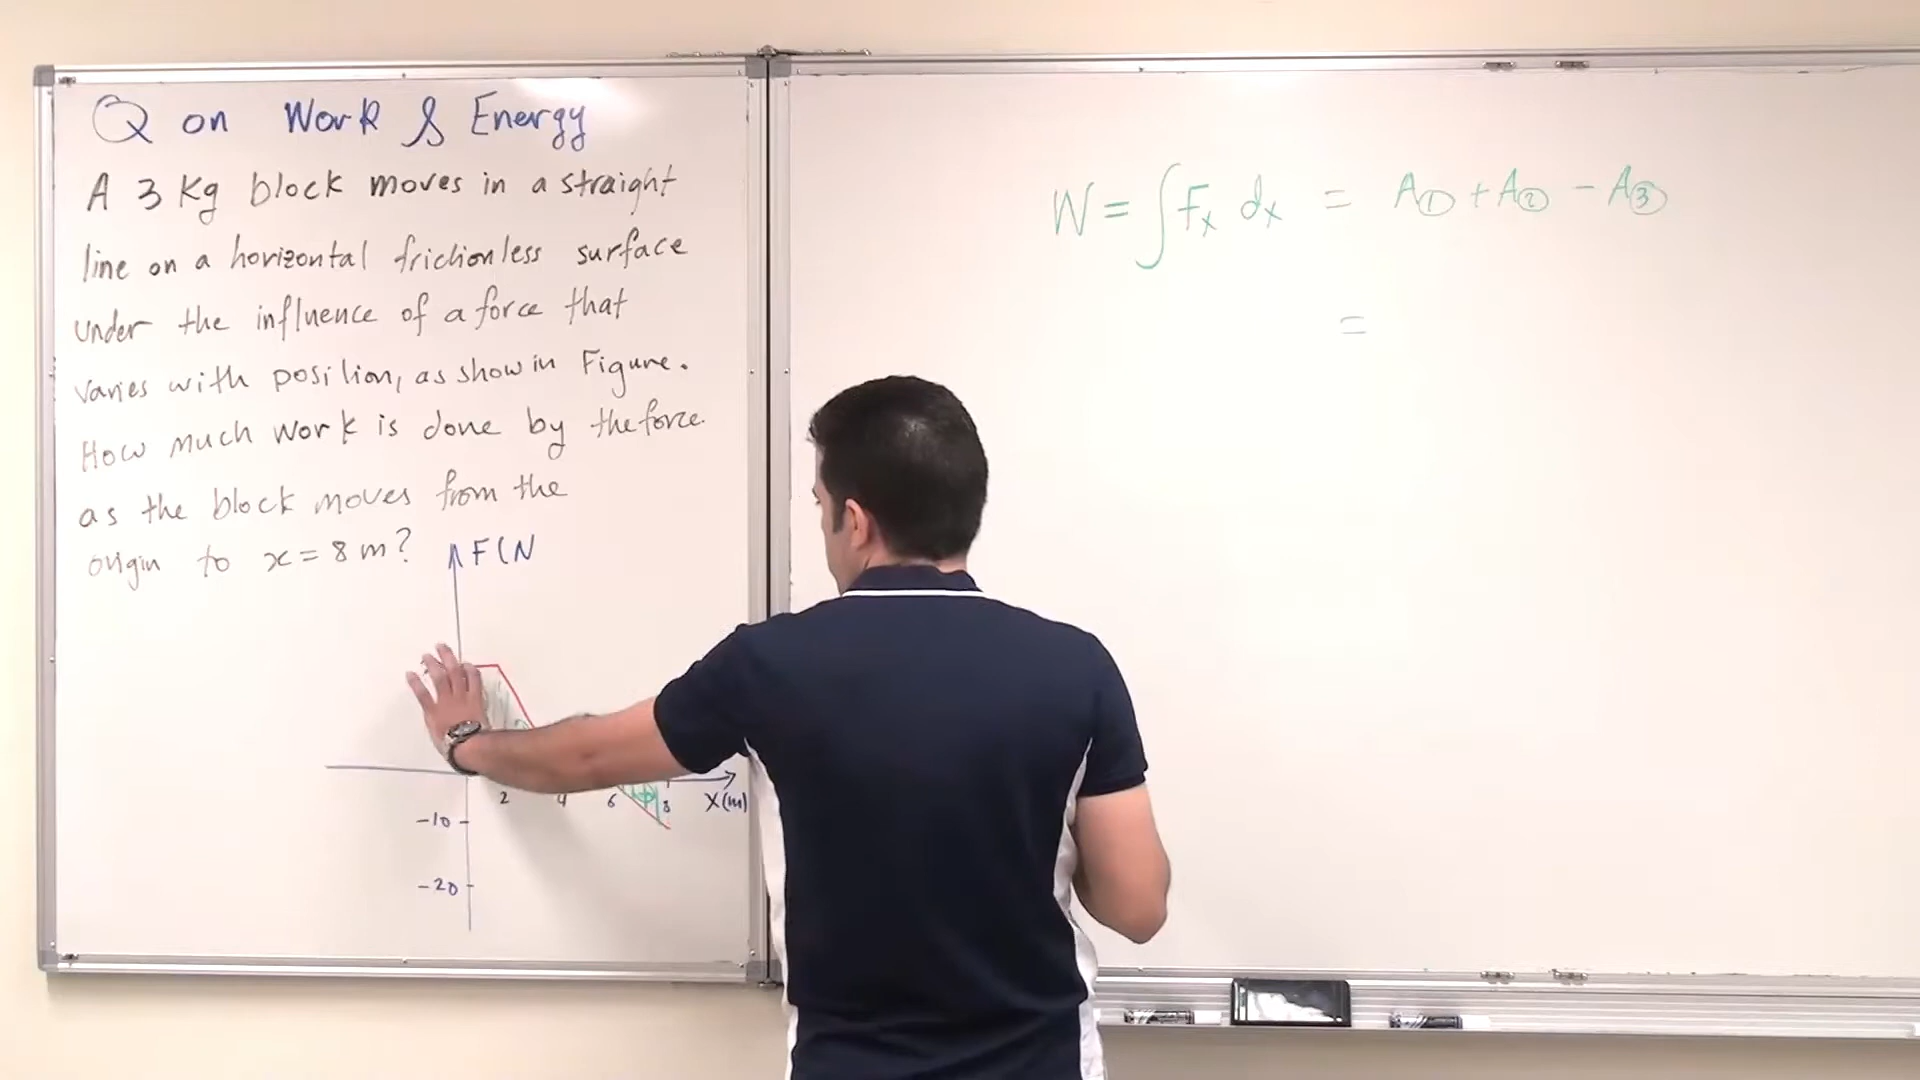 Q on Work & Energy
A 3 Kg block moves in a straight
line on a horizontal frictionless surface
under the influence of a force that
varies with position, as show in Figure.
How much work is done by the force
as the block moves from the
origin to x = 8 m?
F(N
2 4 6 8 X(m)
-10
-20
W = ∫ Fx dx = A① + A② - A③
=